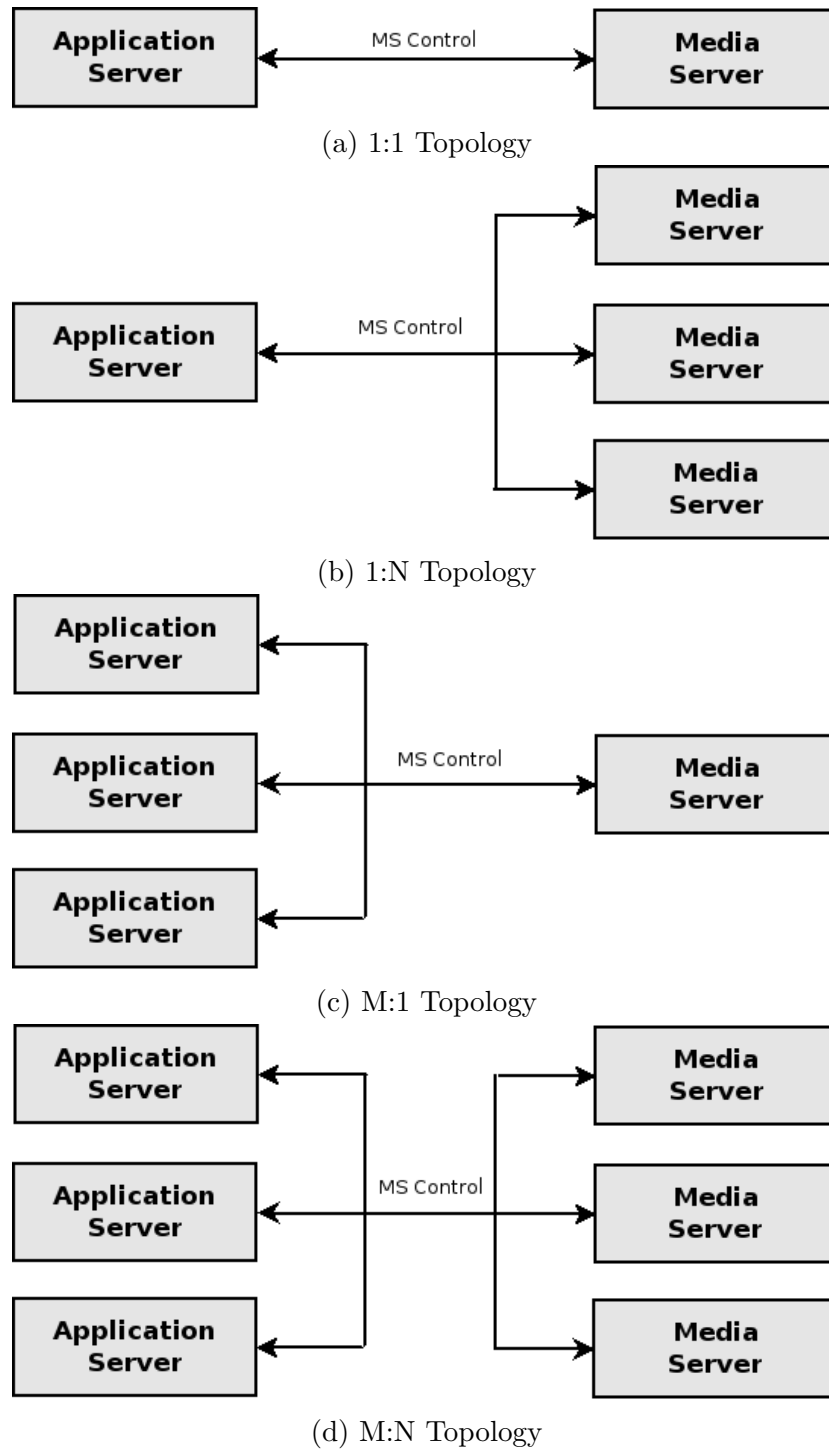 Application
Server
MS Control
Media
Server
(a) 1:1 Topology
Media
Server
Application
Server
MS Control
Media
Server
Media
Server
(b) 1:N Topology
Application
Server
Application
Server
MS Control
Media
Server
Application
Server
(c) M:1 Topology
Application
Server
Media
Server
Application
Server
MS Control
Media
Server
Application
Server
Media
Server
(d) M:N Topology